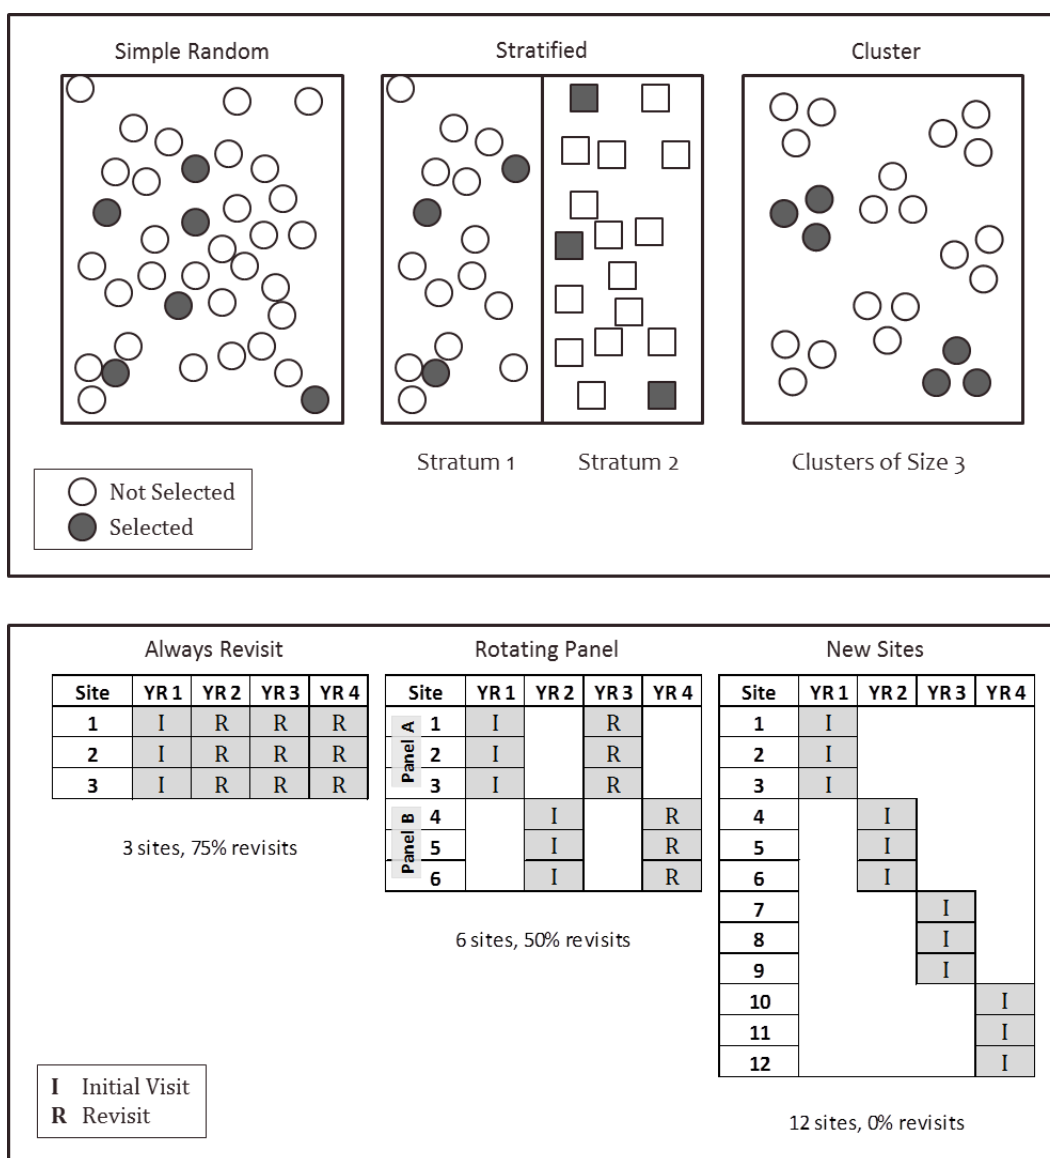 Simple Random
Stratified
Cluster
Stratum 1
Stratum 2
Clusters of Size 3
Not Selected
Selected
Always Revisit
Site YR 1 YR 2 YR 3 YR 4
1 I R R R
2 I R R R
3 I R R R
3 sites, 75% revisits
Rotating Panel
Site YR 1 YR 2 YR 3 YR 4
Panel A
1 I R
2 I R
3 I R
Panel B
4 I R
5 I R
6 I R
6 sites, 50% revisits
New Sites
Site YR 1 YR 2 YR 3 YR 4
1 I
2 I
3 I
4 I
5 I
6 I
7 I
8 I
9 I
10 I
11 I
12 I
12 sites, 0% revisits
I Initial Visit
R Revisit